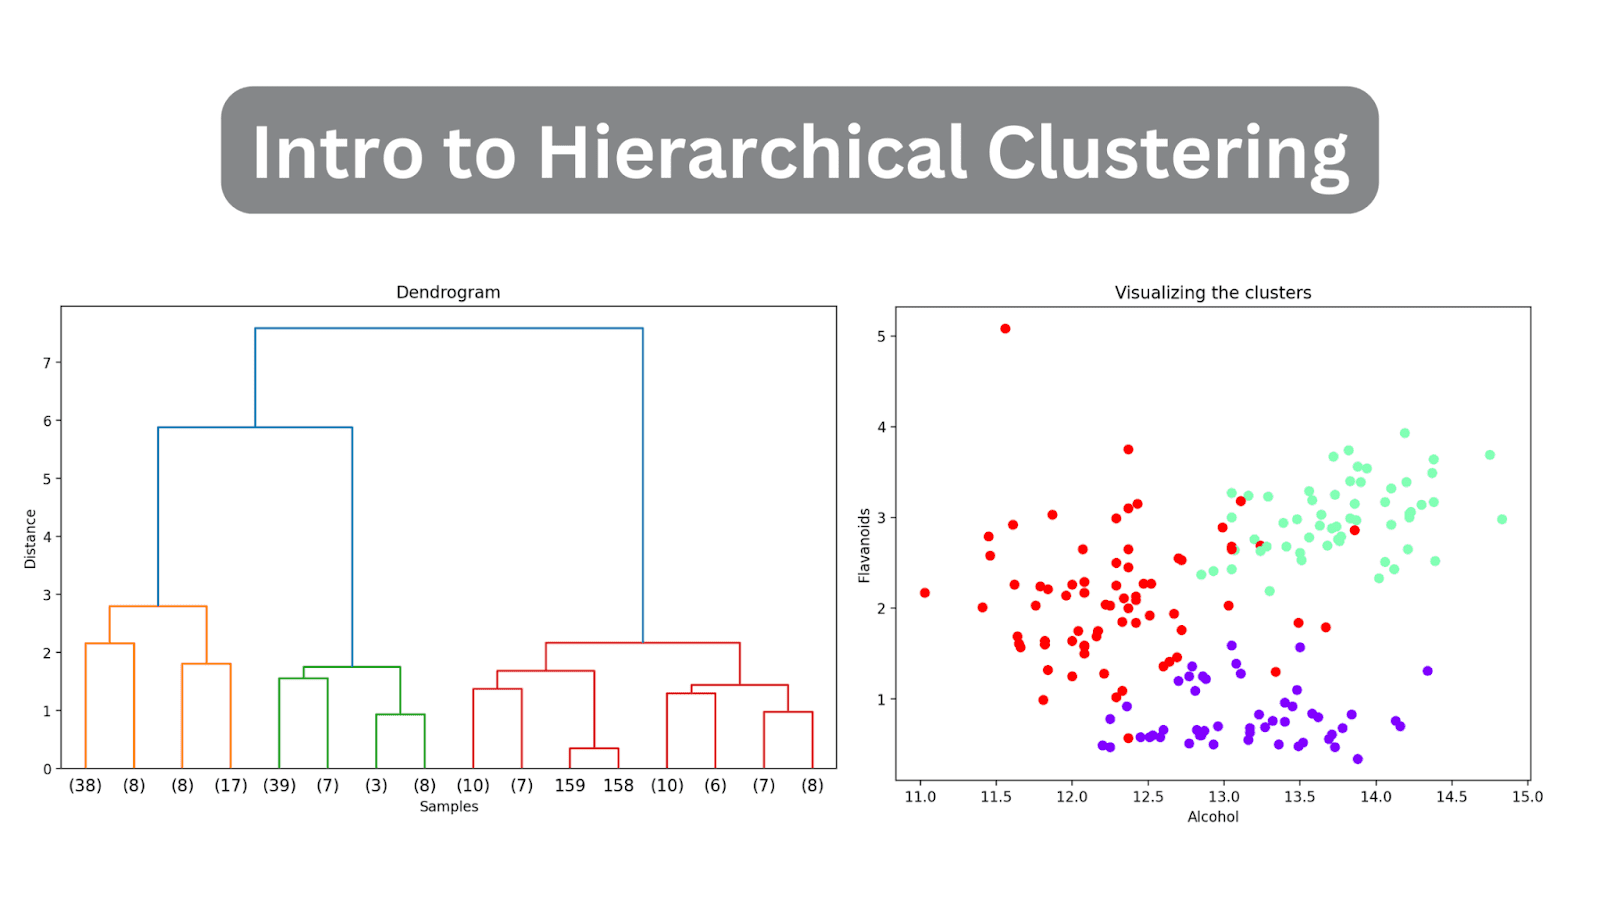 Intro to Hierarchical Clustering
Dendrogram
Distance
7
6
5
4
3
2
1
0
(38) (8) (8) (17) (39) (7) (3) (8) (10) (7) 159 158 (10) (6) (7) (8)
Samples
Visualizing the clusters
Flavanoids
5
4
3
2
1
11.0 11.5 12.0 12.5 13.0 13.5 14.0 14.5 15.0
Alcohol